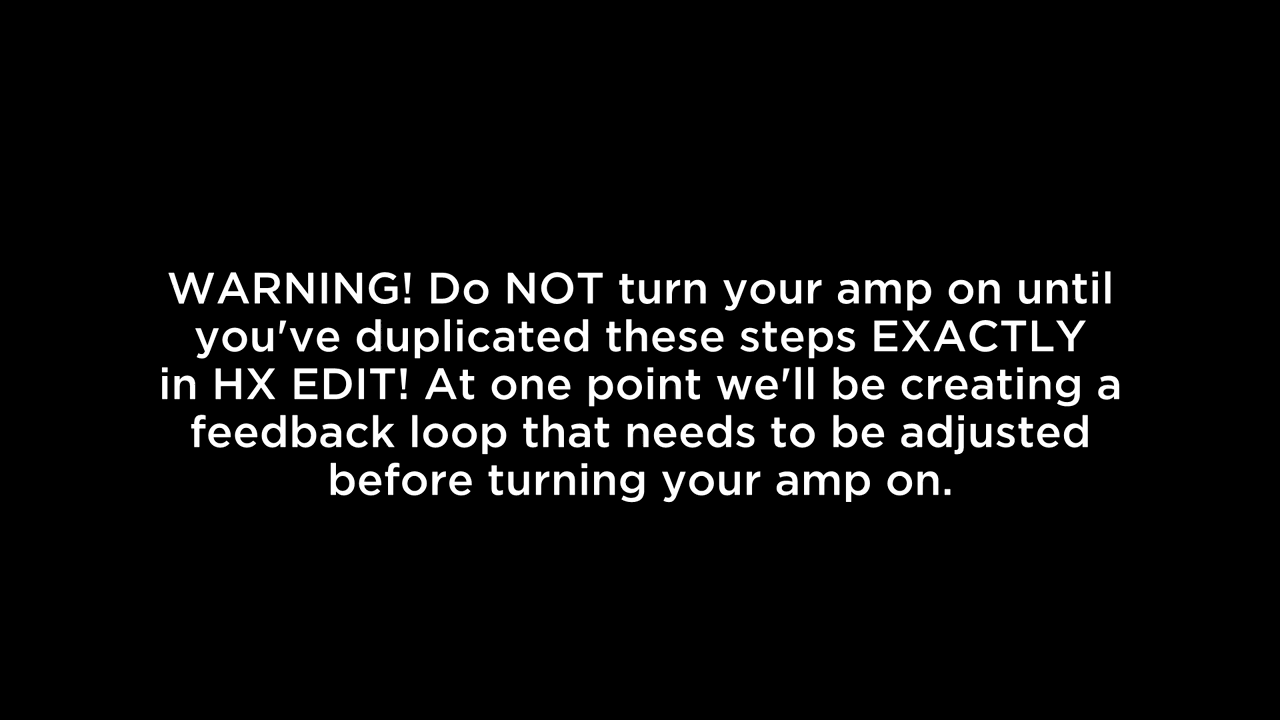 WARNING! Do NOT turn your amp on until
you've duplicated these steps EXACTLY
in HX EDIT! At one point we'll be creating a
feedback loop that needs to be adjusted
before turning your amp on.